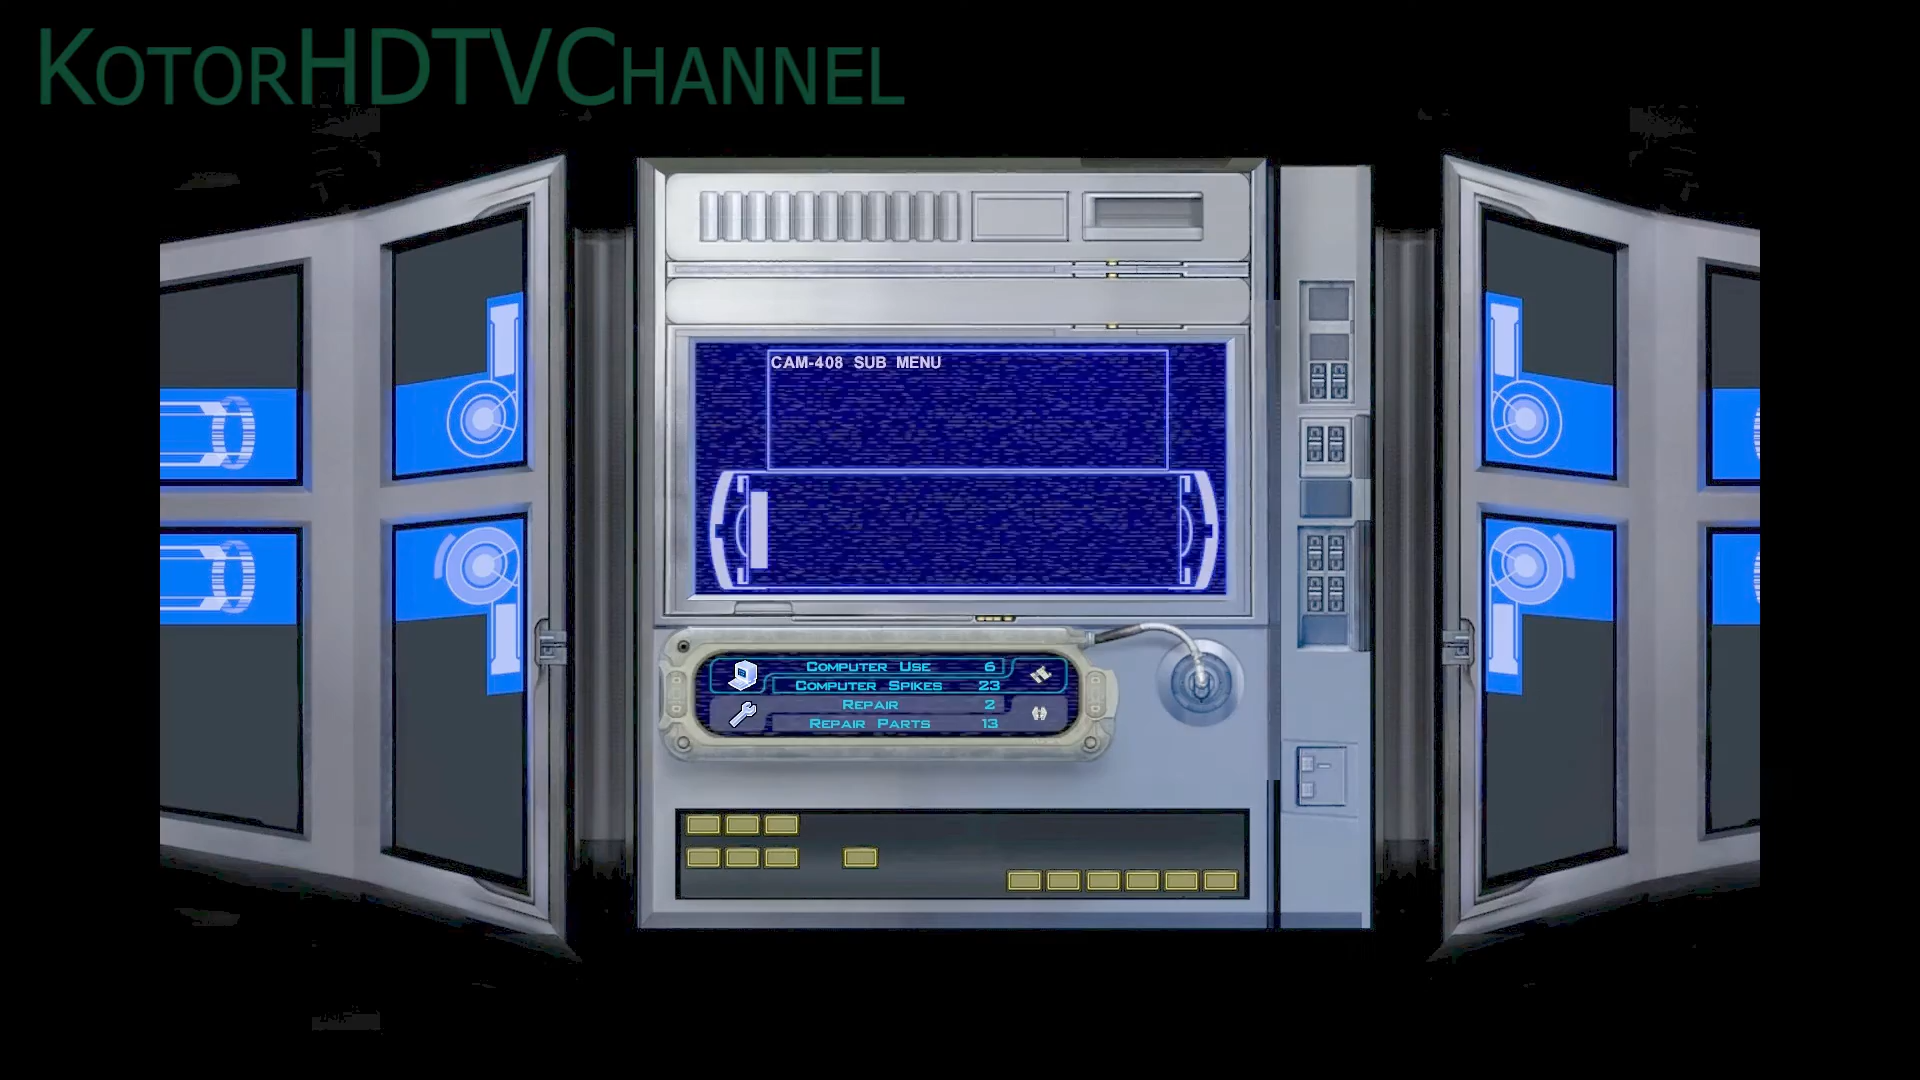 KotorHDTVChannel
CAM-408 SUB MENU
Computer Use 6
Computer Spikes 23
Repair 2
Repair Parts 13